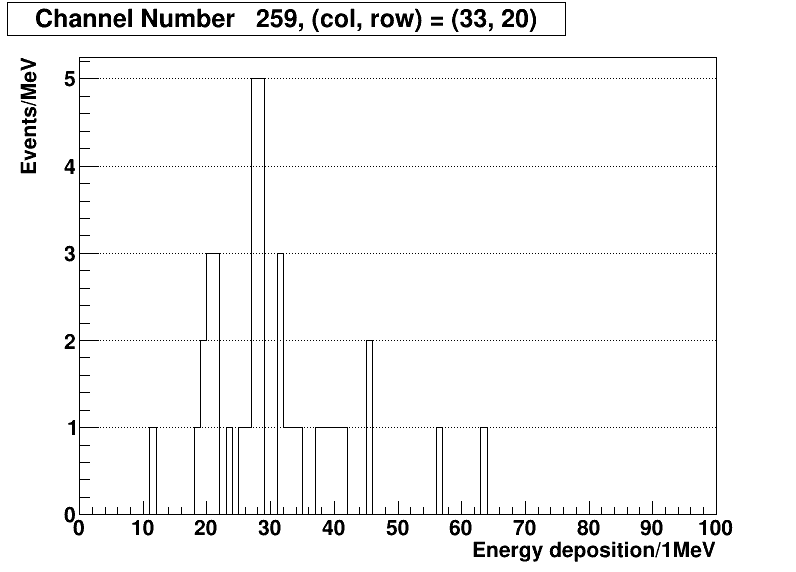 Channel Number   259, (col, row) = (33, 20)
Events/MeV
5
4
3
2
1
0
0 10 20 30 40 50 60 70 80 90 100
Energy deposition/1MeV